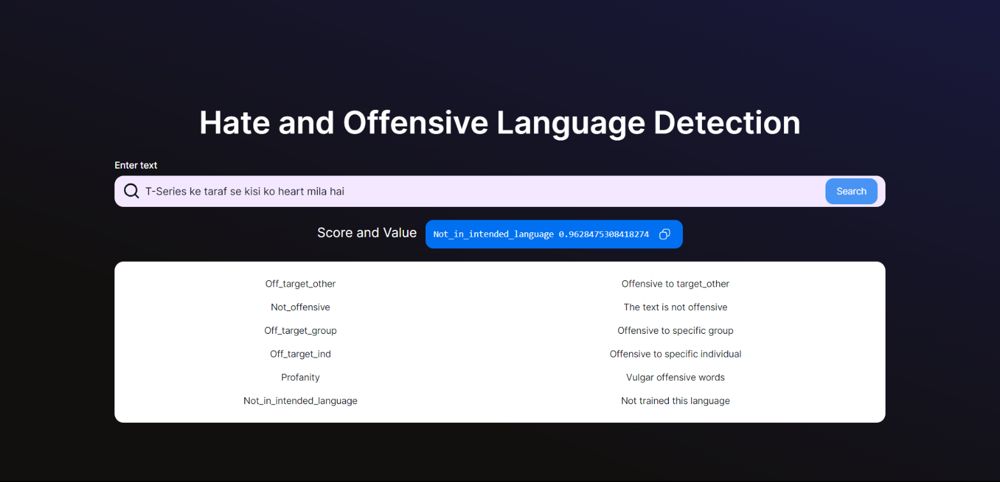 Hate and Offensive Language Detection
Enter text
T-Series ke taraf se kisi ko heart mila hai
Search
Score and Value
Not_in_intended_language 0.9628475308418274
Off_target_other Offensive to target_other
Not_offensive The text is not offensive
Off_target_group Offensive to specific group
Off_target_ind Offensive to specific individual
Profanity Vulgar offensive words
Not_in_intended_language Not trained this language